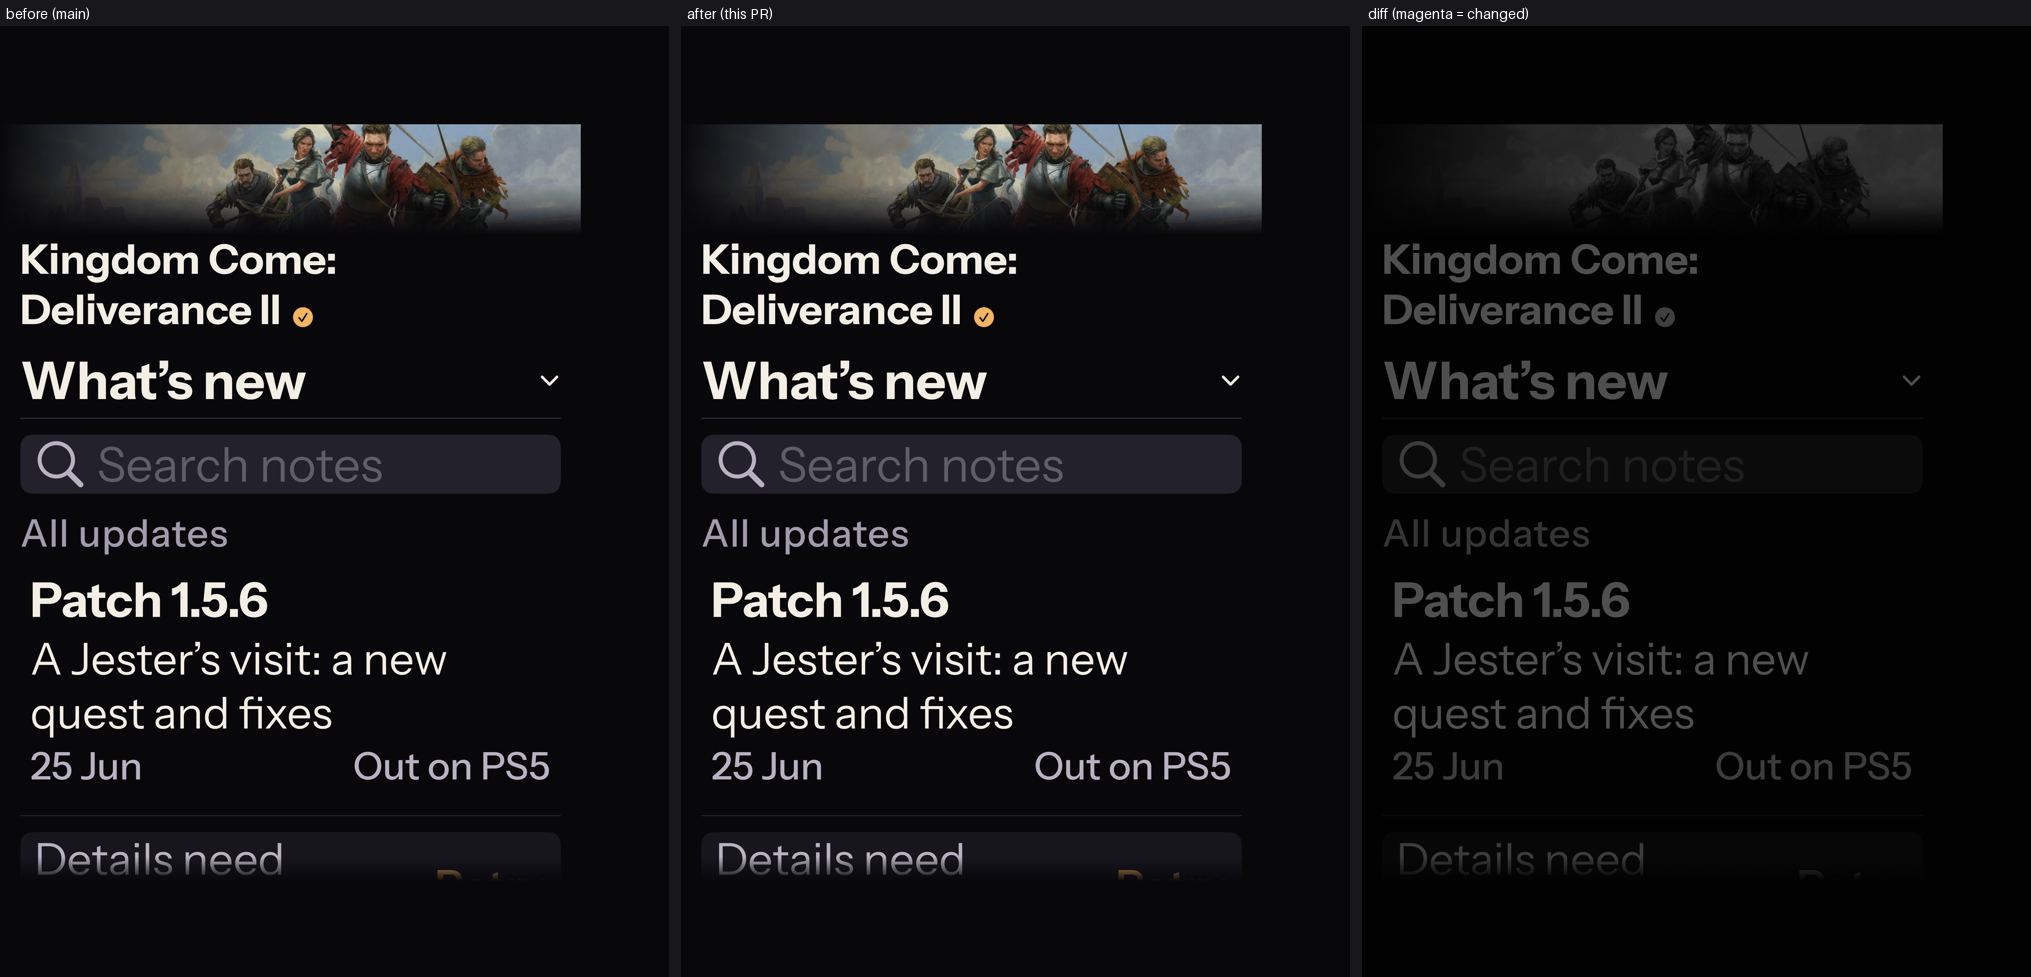 before (main)
Kingdom Come:
Deliverance II
What’s new
Search notes
All updates
Patch 1.5.6
A Jester’s visit: a new
quest and fixes
25 Jun Out on PS5
Details need
after (this PR)
Kingdom Come:
Deliverance II
What’s new
Search notes
All updates
Patch 1.5.6
A Jester’s visit: a new
quest and fixes
25 Jun Out on PS5
Details need
diff (magenta = changed)
Kingdom Come:
Deliverance II
What’s new
Search notes
All updates
Patch 1.5.6
A Jester’s visit: a new
quest and fixes
25 Jun Out on PS5
Details need